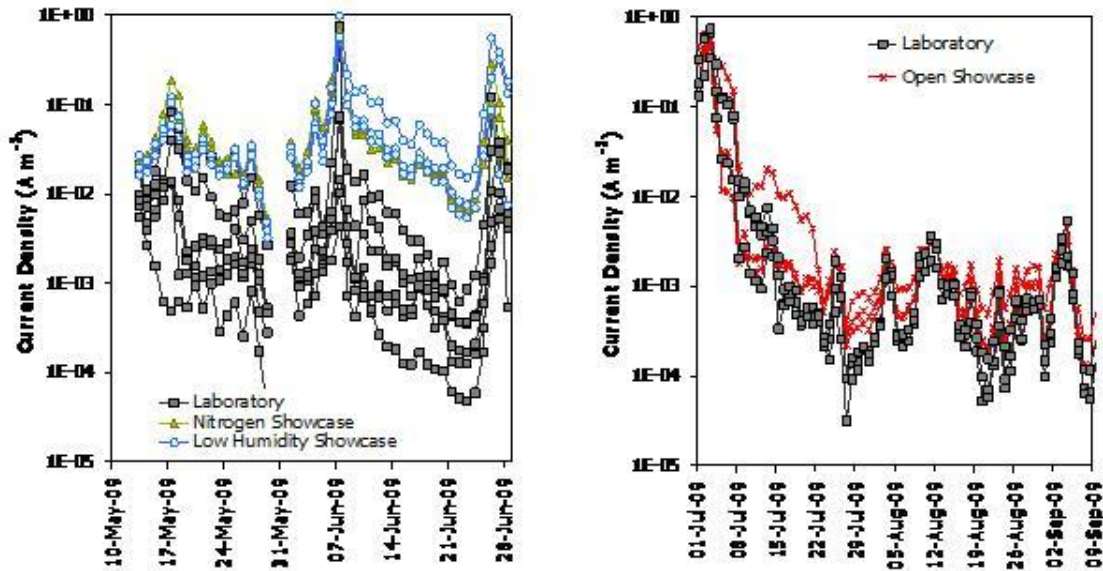 1E+00
1E-01
1E-02
1E-03
1E-04
1E-05
Current Density (A m⁻²)
Laboratory
Nitrogen Showcase
Low Humidity Showcase
10-May-09
17-May-09
24-May-09
31-May-09
07-Jun-09
14-Jun-09
21-Jun-09
28-Jun-09
1E+00
1E-01
1E-02
1E-03
1E-04
1E-05
Current Density (A m⁻²)
Laboratory
Open Showcase
01-Jul-09
08-Jul-09
15-Jul-09
22-Jul-09
29-Jul-09
05-Aug-09
12-Aug-09
19-Aug-09
26-Aug-09
02-Sep-09
09-Sep-09